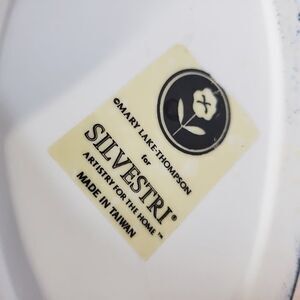 ©MARY LAKE-THOMPSON
for
SILVESTRI®
ARTISTRY FOR THE HOME™
MADE IN TAIWAN